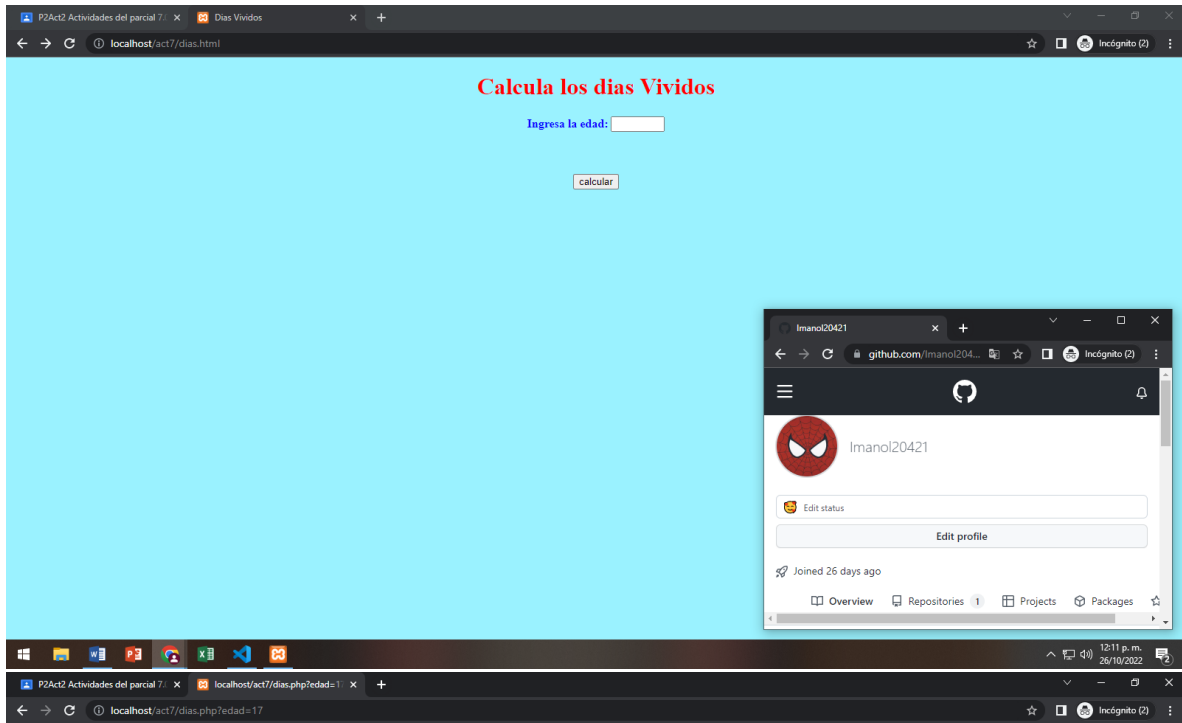 P2Act2 Actividades del parcial 7.
Dias Vividos
localhost/act7/dias.html
Incógnito (2)
Calcula los dias Vividos
Ingresa la edad:
calcular
Imanol20421
github.com/Imanol204...
Incógnito (2)
Imanol20421
Edit status
Edit profile
Joined 26 days ago
Overview
Repositories 1
Projects
Packages
12:11 p. m.
26/10/2022
P2Act2 Actividades del parcial 7.
localhost/act7/dias.php?edad=1
localhost/act7/dias.php?edad=17
Incógnito (2)